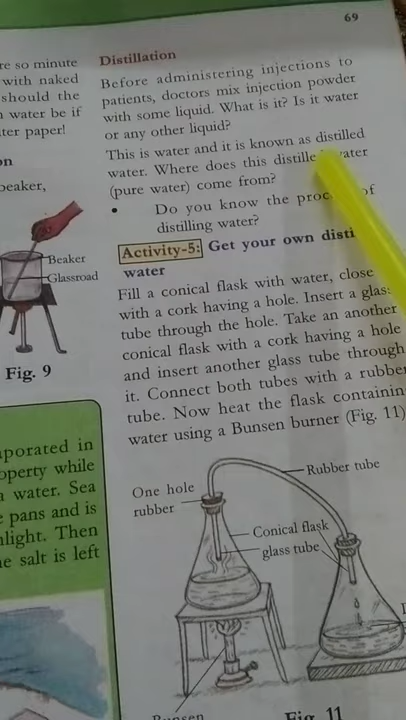 69
re so minute
with naked
should the
water be if
ter paper!
on
beaker,
Beaker
Glassroad
Fig. 9
aporated in
operty while
a water. Sea
pans and is
nlight. Then
e salt is left
Distillation
Before administering injections to
patients, doctors mix injection powder
with some liquid. What is it? Is it water
or any other liquid?
This is water and it is known as distilled
water. Where does this distille water
(pure water) come from?
• Do you know the proc of
distilling water?
Activity-5: Get your own disti
water
Fill a conical flask with water, close
with a cork having a hole. Insert a glas
tube through the hole. Take an another
conical flask with a cork having a hole
and insert another glass tube through
it. Connect both tubes with a rubber
tube. Now heat the flask containin
water using a Bunsen burner (Fig. 11)
Rubber tube
One hole
rubber
Conical flask
glass tube
Bunsen
Fig. 11